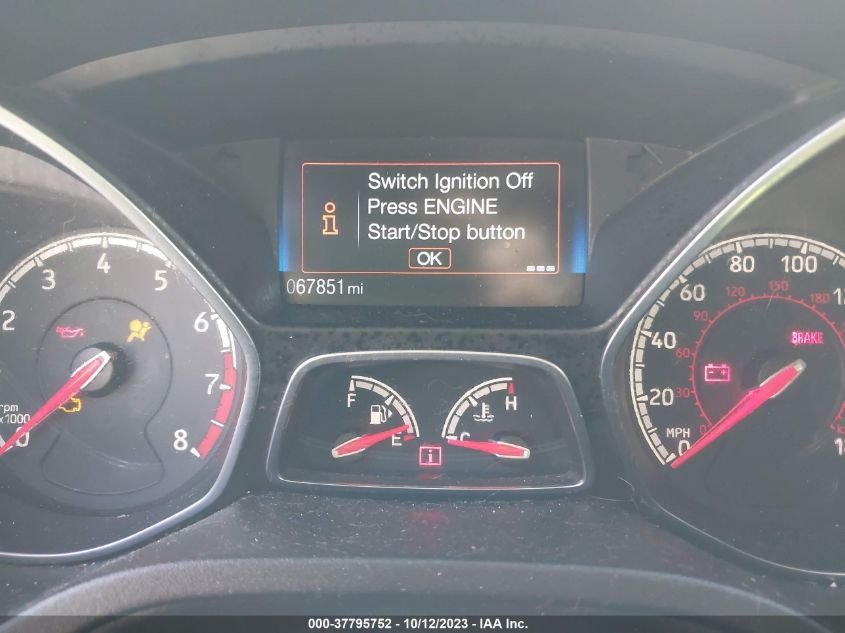 Switch Ignition Off
Press ENGINE
Start/Stop button
OK
067851 mi
2 3 4 5 6 7 8
rpm
x1000
0
F E
C H
i
0 20 40 60 80 100
MPH
0 30 60 90 120 150 180
BRAKE
000-37795752 - 10/12/2023 - IAA Inc.